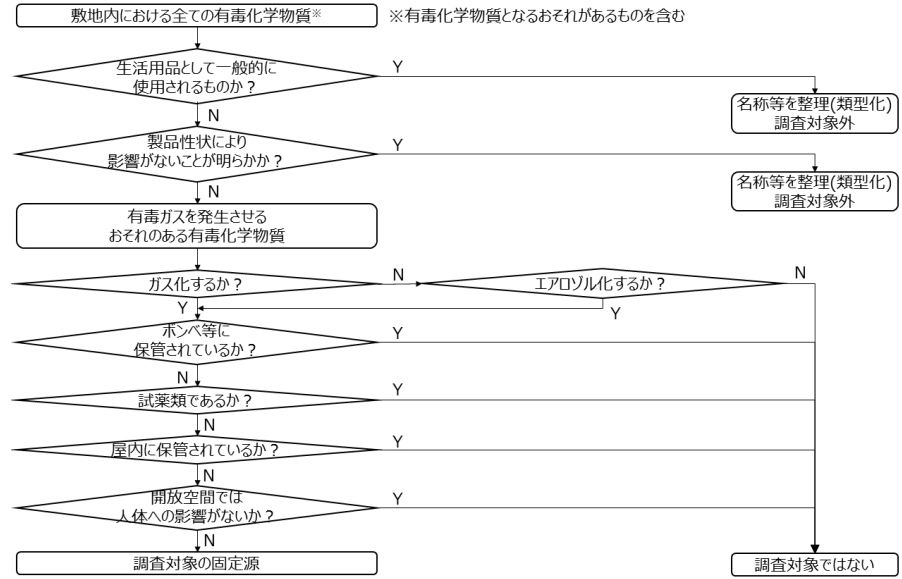 敷地内における全ての有毒化学物質※
※有毒化学物質となるおそれがあるものを含む
生活用品として一般的に
使用されるものか？
Y
N
名称等を整理(類型化)
調査対象外
製品性状により
影響がないことが明らかか？
Y
N
名称等を整理(類型化)
調査対象外
有毒ガスを発生させる
おそれのある有毒化学物質
ガス化するか？
N
エアロゾル化するか？
N
Y
Y
ボンベ等に
保管されているか？
Y
N
試薬類であるか？
Y
N
屋内に保管されているか？
Y
N
開放空間では
人体への影響がないか？
Y
N
調査対象の固定源
調査対象ではない